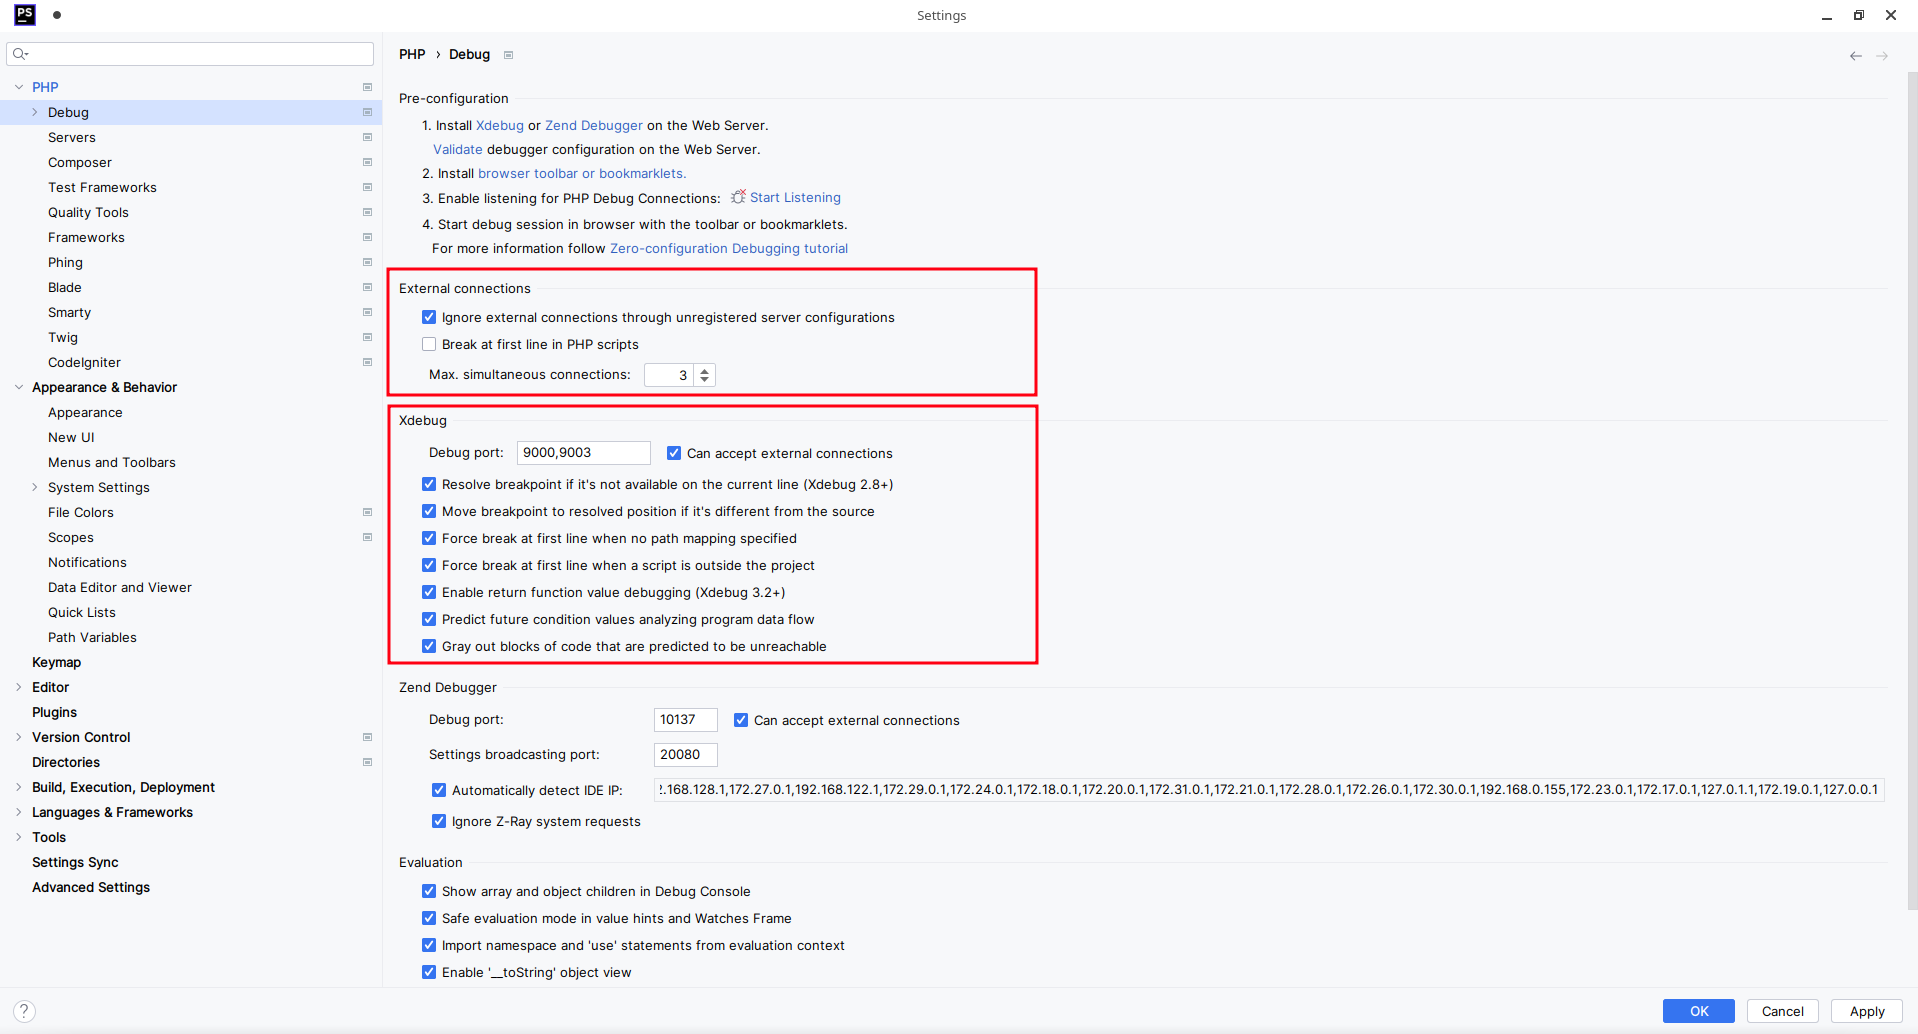 PS
Settings
PHP
Debug
Servers
Composer
Test Frameworks
Quality Tools
Frameworks
Phing
Blade
Smarty
Twig
CodeIgniter
Appearance & Behavior
Appearance
New UI
Menus and Toolbars
System Settings
File Colors
Scopes
Notifications
Data Editor and Viewer
Quick Lists
Path Variables
Keymap
Editor
Plugins
Version Control
Directories
Build, Execution, Deployment
Languages & Frameworks
Tools
Settings Sync
Advanced Settings
PHP › Debug
Pre-configuration
1. Install Xdebug or Zend Debugger on the Web Server.
Validate debugger configuration on the Web Server.
2. Install browser toolbar or bookmarklets.
3. Enable listening for PHP Debug Connections: Start Listening
4. Start debug session in browser with the toolbar or bookmarklets.
For more information follow Zero-configuration Debugging tutorial
External connections
Ignore external connections through unregistered server configurations
Break at first line in PHP scripts
Max. simultaneous connections: 3
Xdebug
Debug port: 9000,9003 Can accept external connections
Resolve breakpoint if it's not available on the current line (Xdebug 2.8+)
Move breakpoint to resolved position if it's different from the source
Force break at first line when no path mapping specified
Force break at first line when a script is outside the project
Enable return function value debugging (Xdebug 3.2+)
Predict future condition values analyzing program data flow
Gray out blocks of code that are predicted to be unreachable
Zend Debugger
Debug port: 10137 Can accept external connections
Settings broadcasting port: 20080
Automatically detect IDE IP: .168.128.1,172.27.0.1,192.168.122.1,172.29.0.1,172.24.0.1,172.18.0.1,172.20.0.1,172.31.0.1,172.21.0.1,172.28.0.1,172.26.0.1,172.30.0.1,192.168.0.155,172.23.0.1,172.17.0.1,127.0.1.1,172.19.0.1,127.0.0.1
Ignore Z-Ray system requests
Evaluation
Show array and object children in Debug Console
Safe evaluation mode in value hints and Watches Frame
Import namespace and 'use' statements from evaluation context
Enable '__toString' object view
?
OK
Cancel
Apply